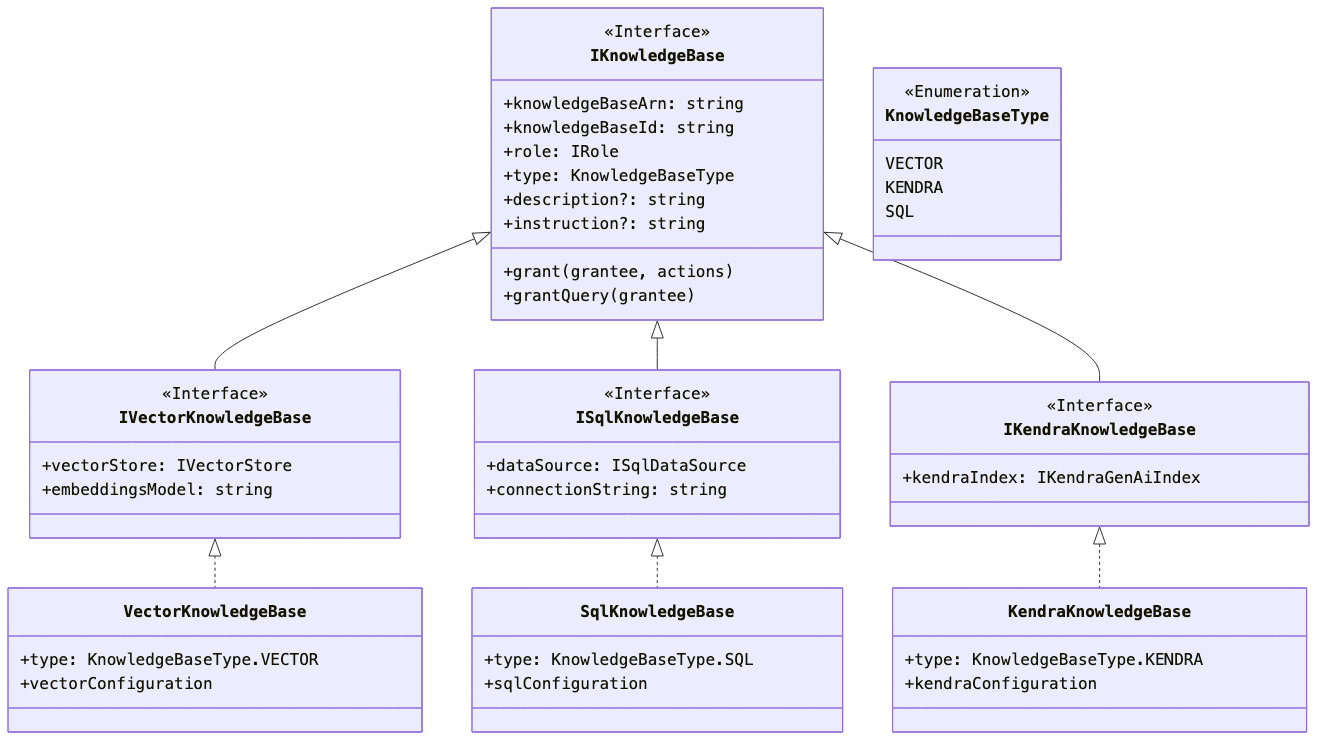 «Interface»
IKnowledgeBase
+knowledgeBaseArn: string
+knowledgeBaseId: string
+role: IRole
+type: KnowledgeBaseType
+description?: string
+instruction?: string
+grant(grantee, actions)
+grantQuery(grantee)
«Enumeration»
KnowledgeBaseType
VECTOR
KENDRA
SQL
«Interface»
IVectorKnowledgeBase
+vectorStore: IVectorStore
+embeddingsModel: string
«Interface»
ISqlKnowledgeBase
+dataSource: ISqlDataSource
+connectionString: string
«Interface»
IKendraKnowledgeBase
+kendraIndex: IKendraGenAiIndex
VectorKnowledgeBase
+type: KnowledgeBaseType.VECTOR
+vectorConfiguration
SqlKnowledgeBase
+type: KnowledgeBaseType.SQL
+sqlConfiguration
KendraKnowledgeBase
+type: KnowledgeBaseType.KENDRA
+kendraConfiguration